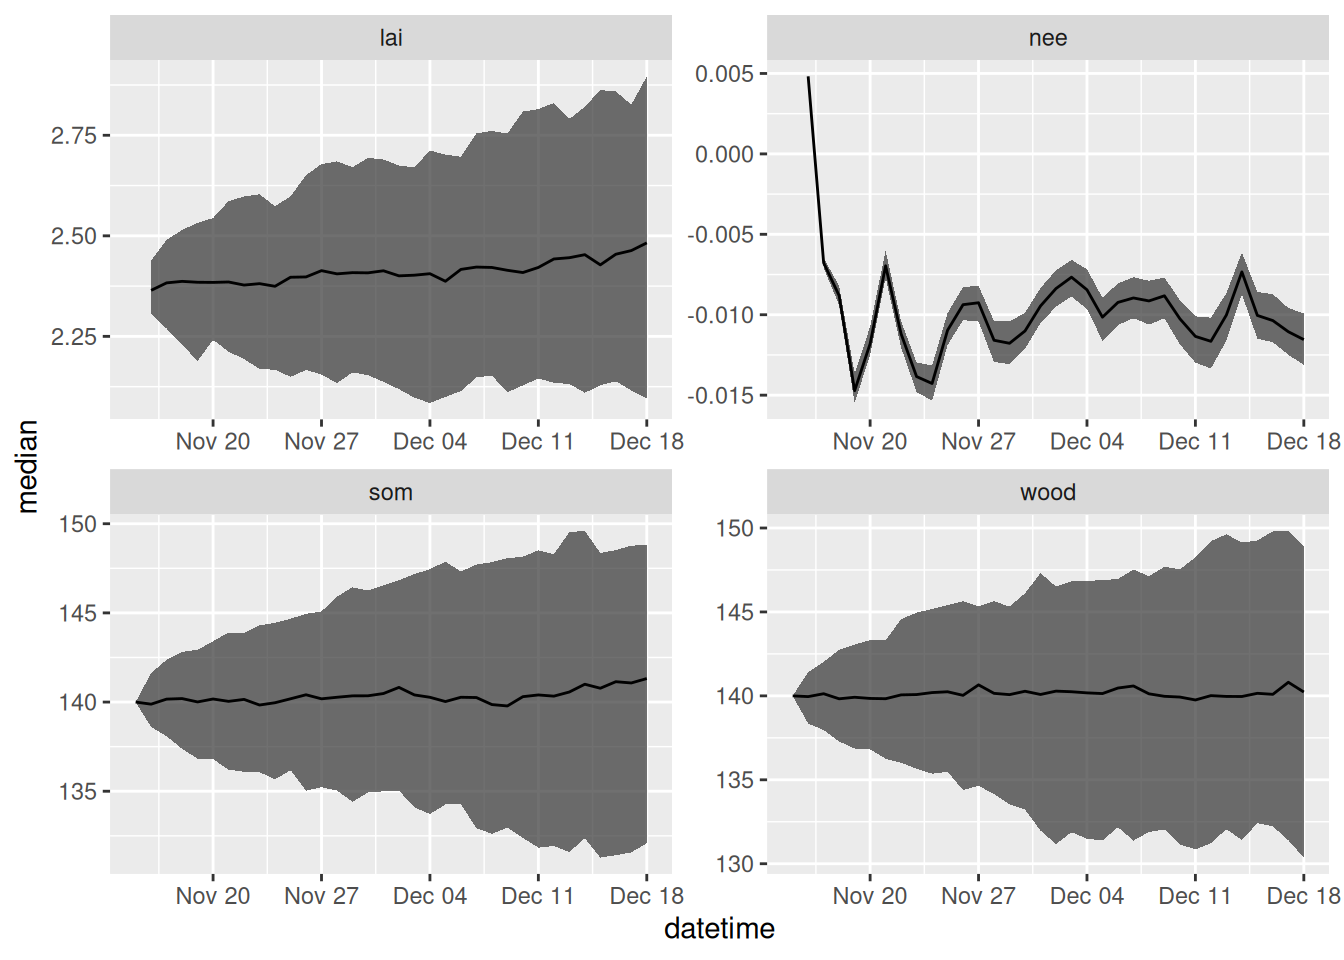 lai
nee
2.75
2.50
2.25
0.005
0.000
-0.005
-0.010
-0.015
Nov 20 Nov 27 Dec 04 Dec 11 Dec 18
Nov 20 Nov 27 Dec 04 Dec 11 Dec 18
median
som
wood
150
145
140
135
150
145
140
135
130
Nov 20 Nov 27 Dec 04 Dec 11 Dec 18
Nov 20 Nov 27 Dec 04 Dec 11 Dec 18
datetime